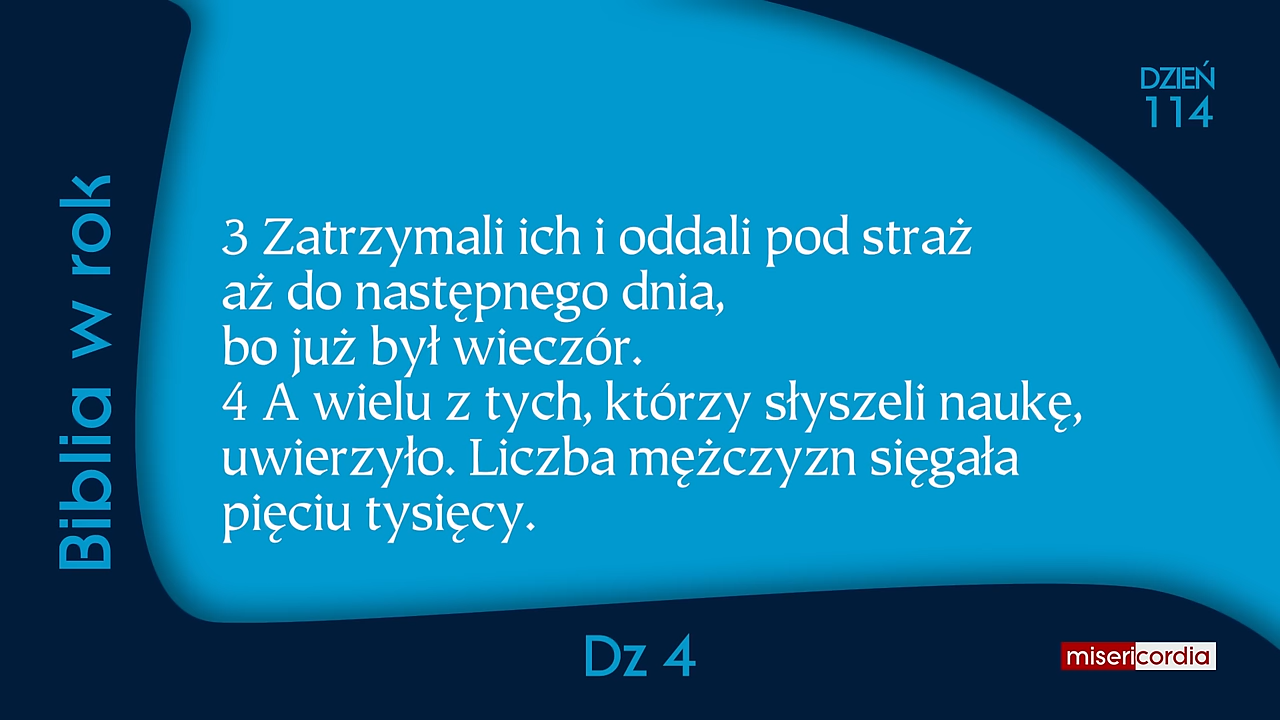 DZIEŃ
114
Biblia w rok
3 Zatrzymali ich i oddali pod straż
aż do następnego dnia,
bo już był wieczór.
4 A wielu z tych, którzy słyszeli naukę,
uwierzyło. Liczba mężczyzn sięgała
pięciu tysięcy.
Dz 4
misericordia